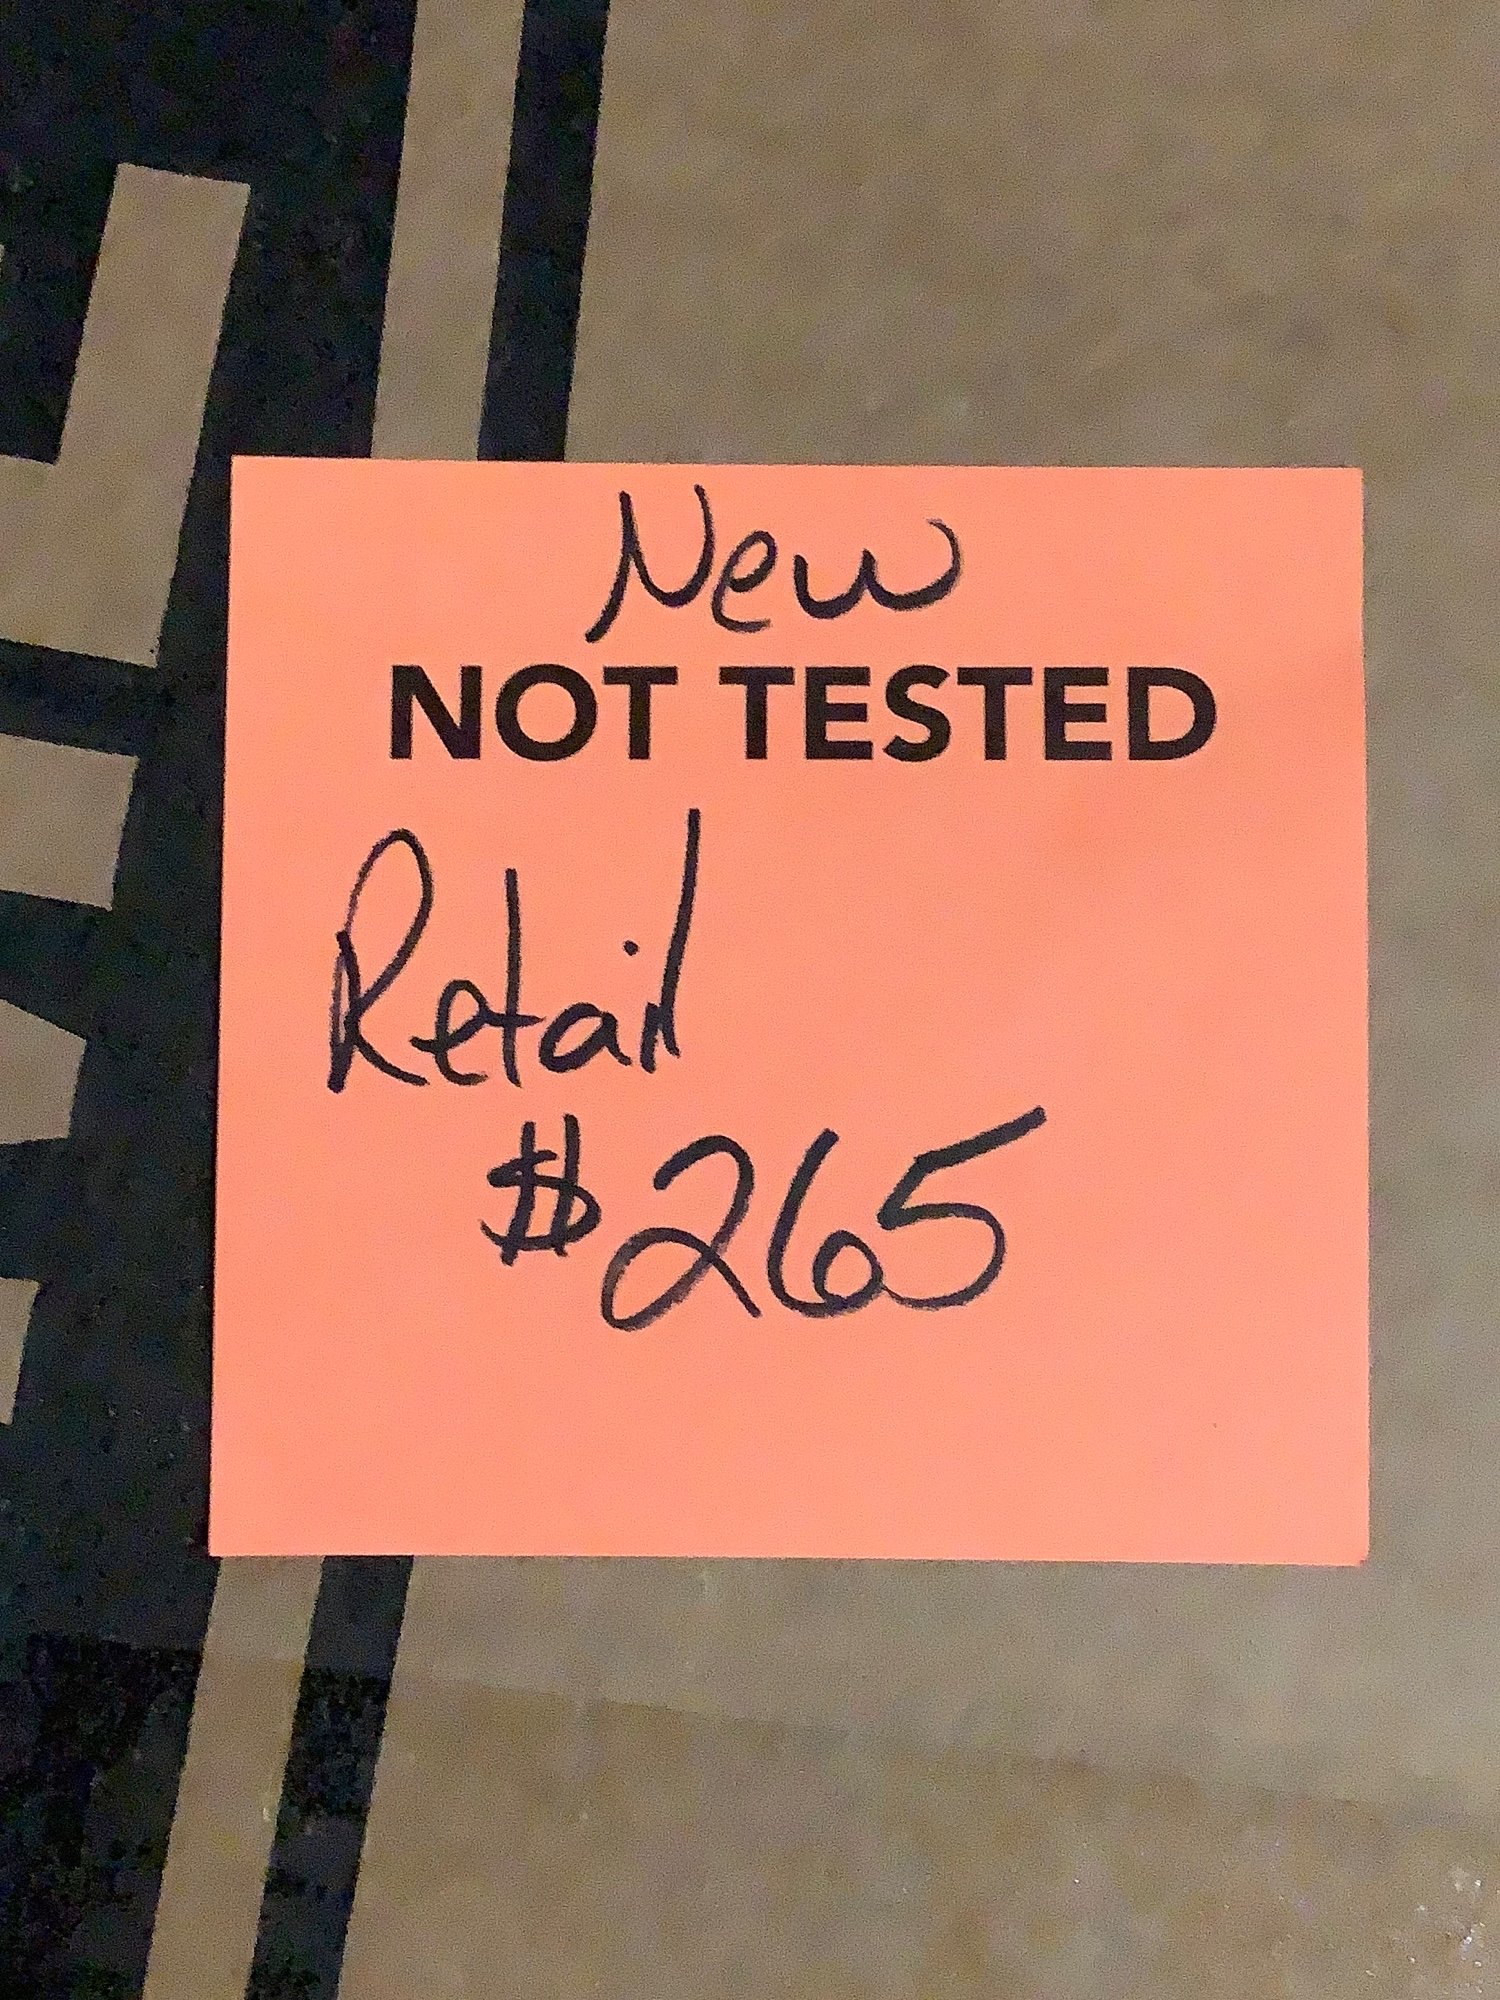 New
NOT TESTED
Retail
$265